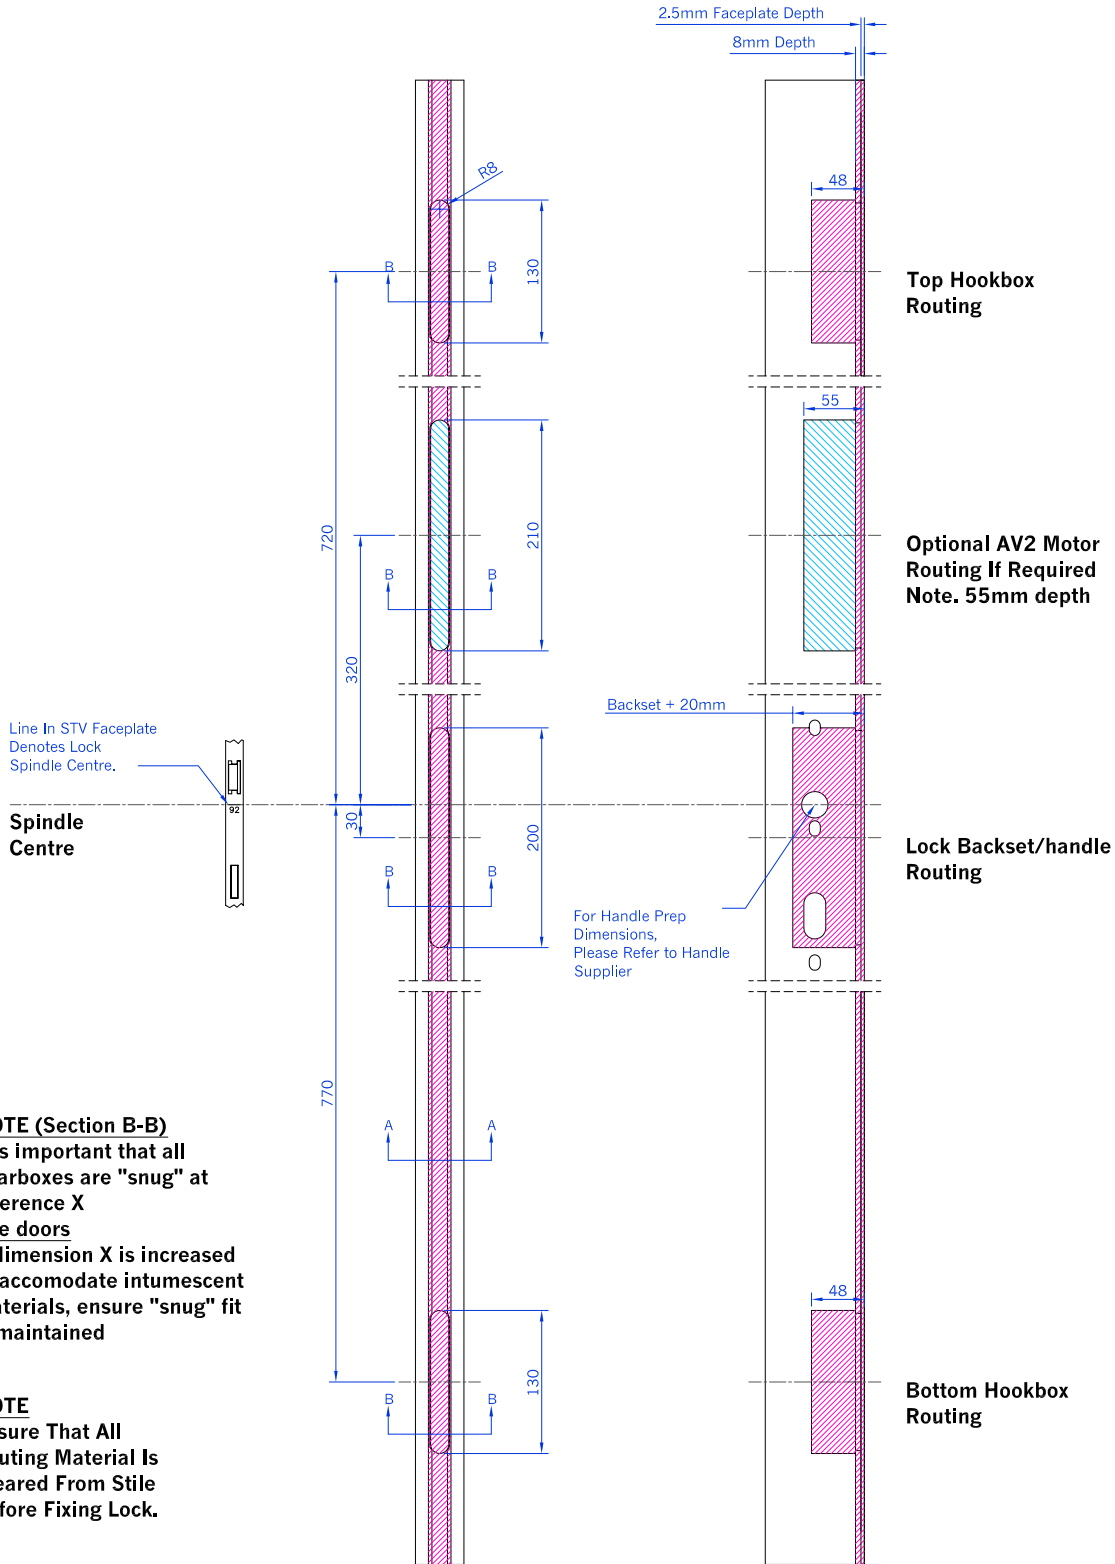 2.5mm Faceplate Depth
8mm Depth
R8
48
130
B
B
Top Hookbox
Routing
55
720
210
Optional AV2 Motor
Routing If Required
Note. 55mm depth
B
B
320
Backset + 20mm
Line In STV Faceplate
Denotes Lock
Spindle Centre.
92
Spindle
Centre
30
200
Lock Backset/handle
Routing
B
B
For Handle Prep
Dimensions,
Please Refer to Handle
Supplier
770
A
A
OTE (Section B-B)
s important that all
arboxes are "snug" at
erence X
e doors
dimension X is increased
accomodate intumescent
aterials, ensure "snug" fit
maintained
48
130
B
B
Bottom Hookbox
Routing
OTE
sure That All
uting Material Is
eared From Stile
fore Fixing Lock.